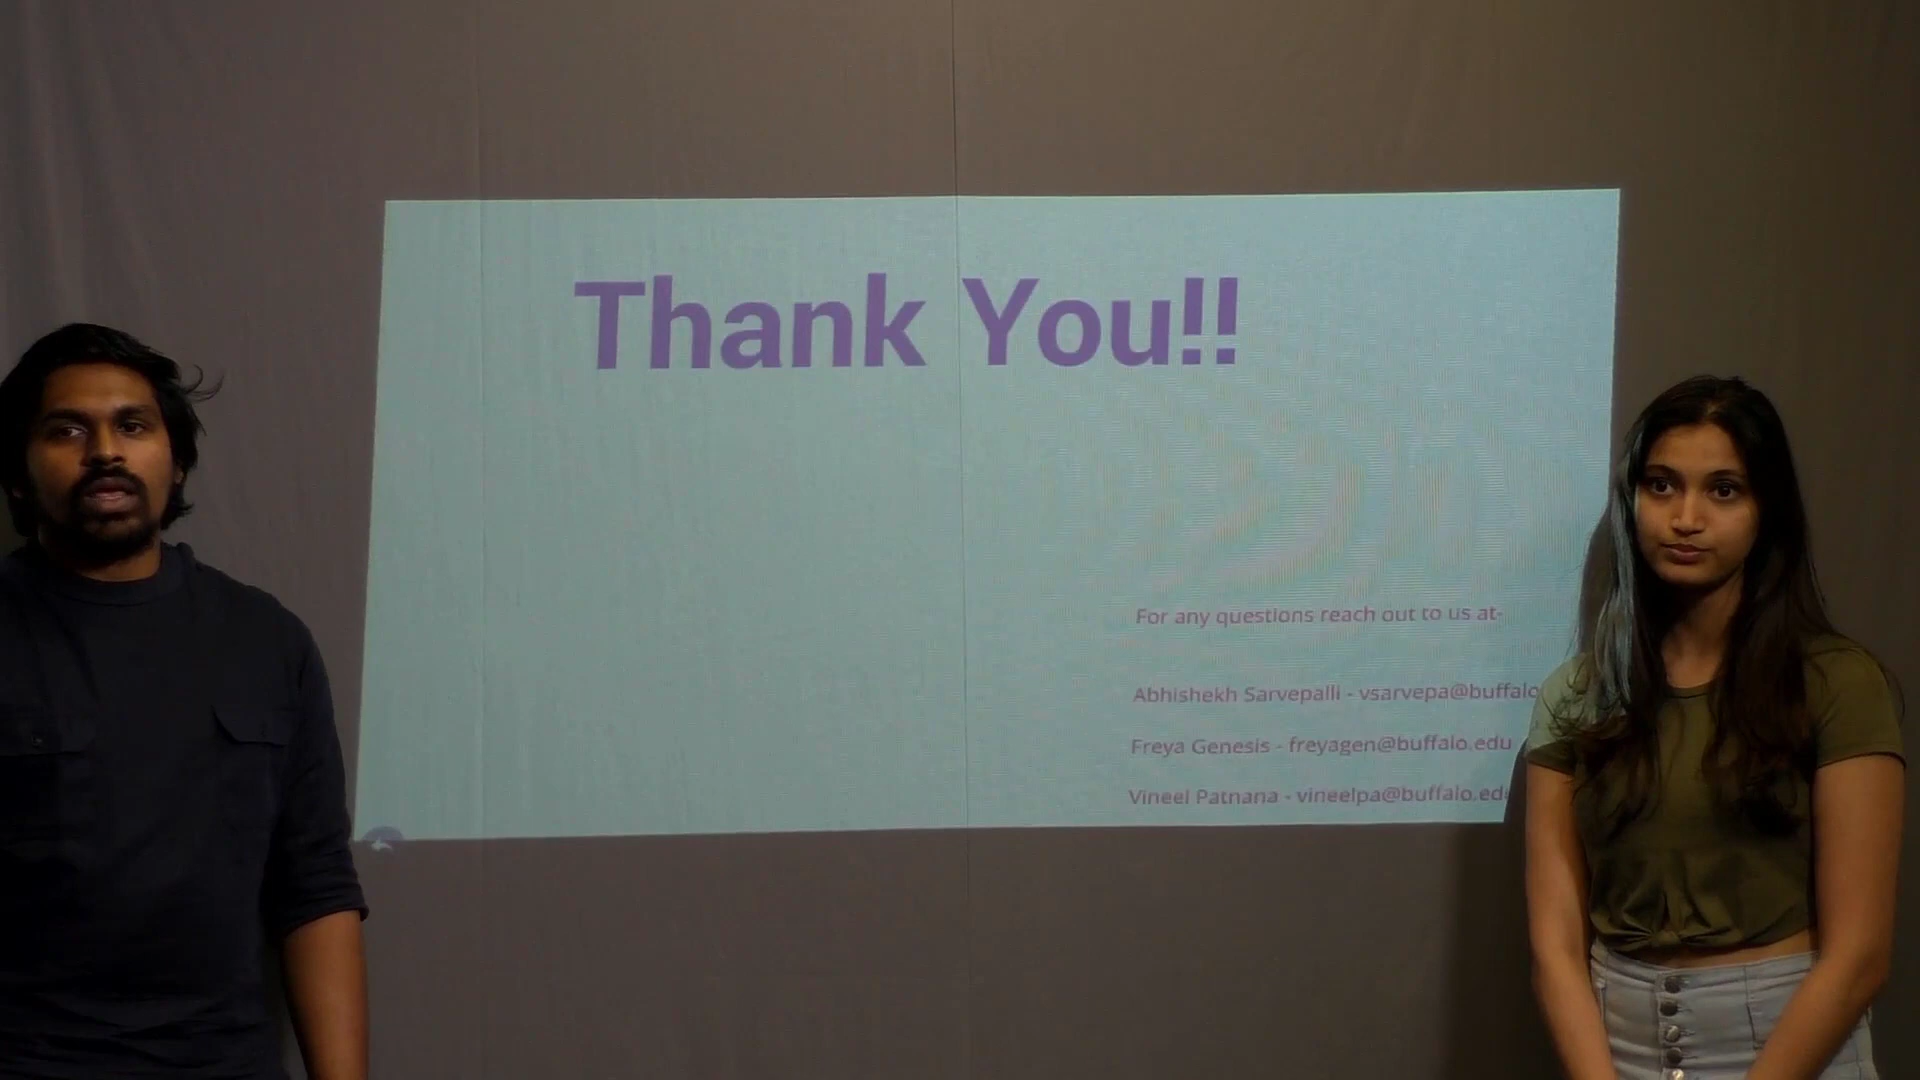 Thank You!!
For any questions reach out to us at-
Abhishekh Sarvepalli - vsarvepa@buffalo
Freya Genesis - freyagen@buffalo.edu
Vineel Patnana - vineelpa@buffalo.edu